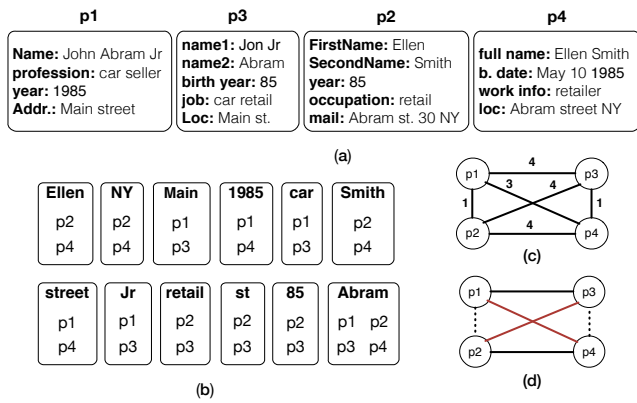 p1
p3
p2
p4
Name: John Abram Jr
profession: car seller
year: 1985
Addr.: Main street
name1: Jon Jr
name2: Abram
birth year: 85
job: car retail
Loc: Main st.
FirstName: Ellen
SecondName: Smith
year: 85
occupation: retail
mail: Abram st. 30 NY
full name: Ellen Smith
b. date: May 10 1985
work info: retailer
loc: Abram street NY
(a)
Ellen
p2
p4
NY
p2
p4
Main
p1
p3
1985
p1
p4
car
p1
p3
Smith
p2
p4
street
p1
p4
Jr
p1
p3
retail
p2
p3
st
p2
p3
85
p2
p3
Abram
p1 p2
p3 p4
(b)
p1 4 p3
3 4
1 1
p2 4 p4
(c)
p1 p3
p2 p4
(d)